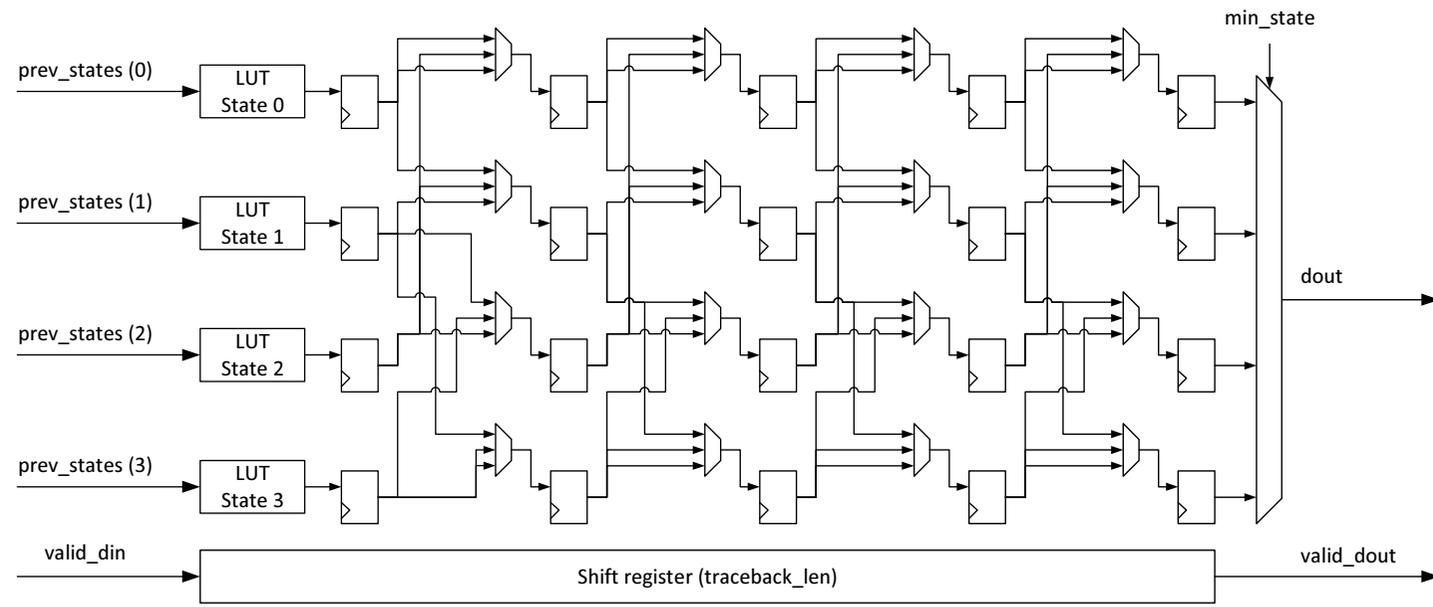 min_state
prev_states (0)
LUT
State 0
prev_states (1)
LUT
State 1
dout
prev_states (2)
LUT
State 2
prev_states (3)
LUT
State 3
valid_din
Shift register (traceback_len)
valid_dout